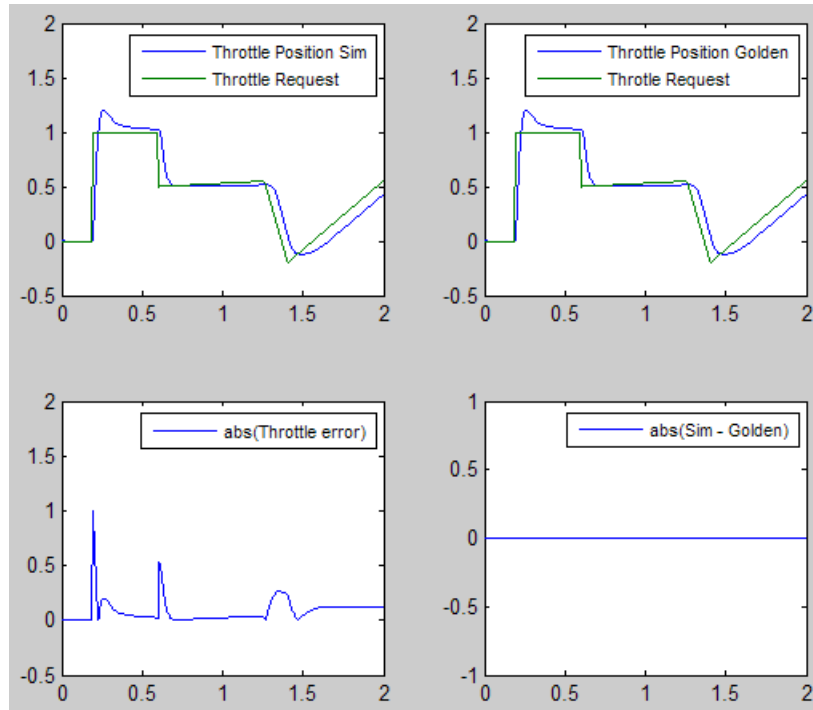 2
1.5
1
0.5
0
-0.5
0 0.5 1 1.5 2
Throttle Position Sim
Throttle Request
2
1.5
1
0.5
0
-0.5
0 0.5 1 1.5 2
Throttle Position Golden
Throtle Request
2
1.5
1
0.5
0
-0.5
0 0.5 1 1.5 2
abs(Throttle error)
1
0.5
0
-0.5
-1
0 0.5 1 1.5 2
abs(Sim - Golden)